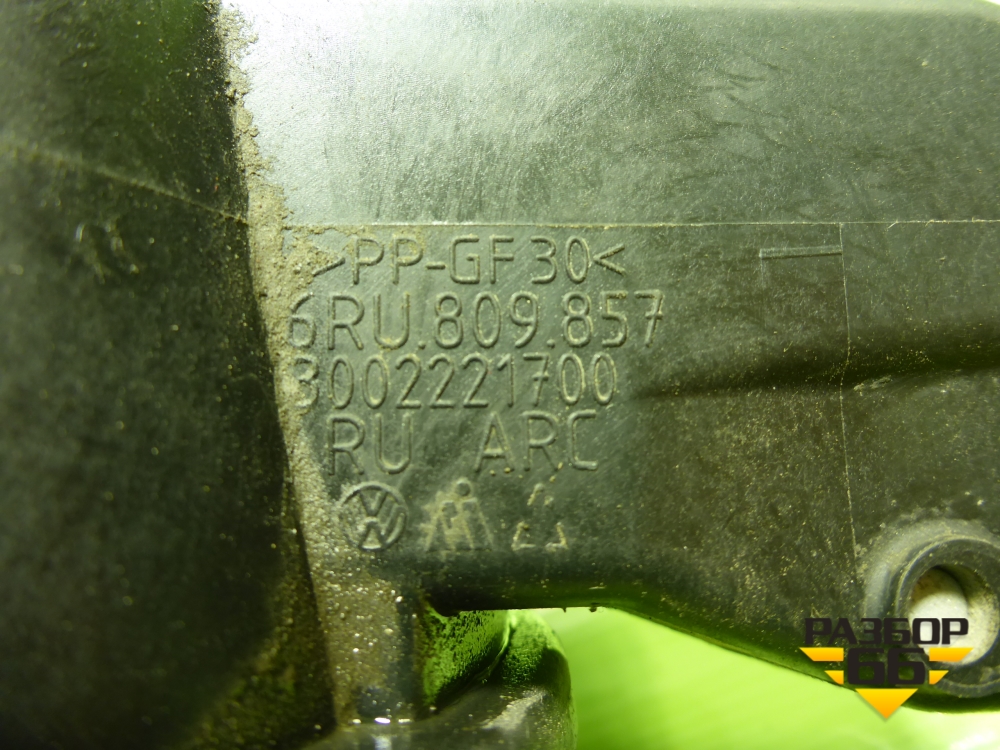 >PP-GF30<
6RU.809.857
3002221700
RU ARC
РАЗБОР
66